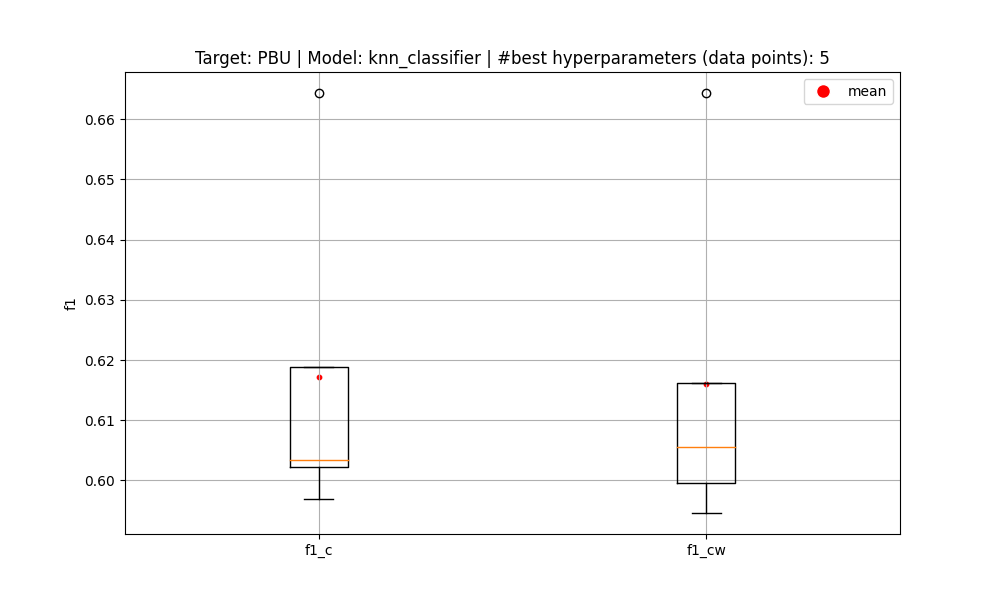 Target: PBU | Model: knn_classifier | #best hyperparameters (data points): 5
mean
0.66
0.65
0.64
0.63
0.62
0.61
0.60
f1
f1_c
f1_cw